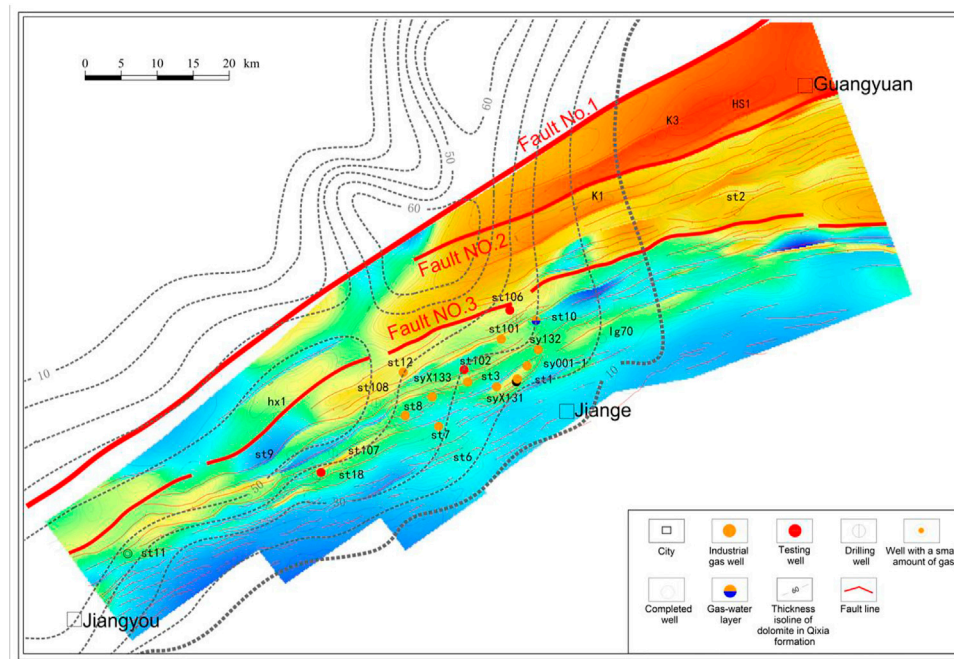 0 5 10 15 20 km
60
Guangyuan
HS1
K3
Fault No.1
50
60
K1
st2
Fault NO.2
st106
Fault NO.3
st10
st101
lg70
sy132
10
st12
st102
sy001-1
syX133
st3
st1
st108
syX131
10
hx1
st8
Jiange
st7
st9
st107
st6
st18
50
30
st11
Jiangyou
City
Industrial
gas well
Testing
well
Drilling
well
Well with a smal
amount of gas
Completed
well
Gas-water
layer
60
Thickness
isoline of
dolomite in Qixia
formation
Fault line